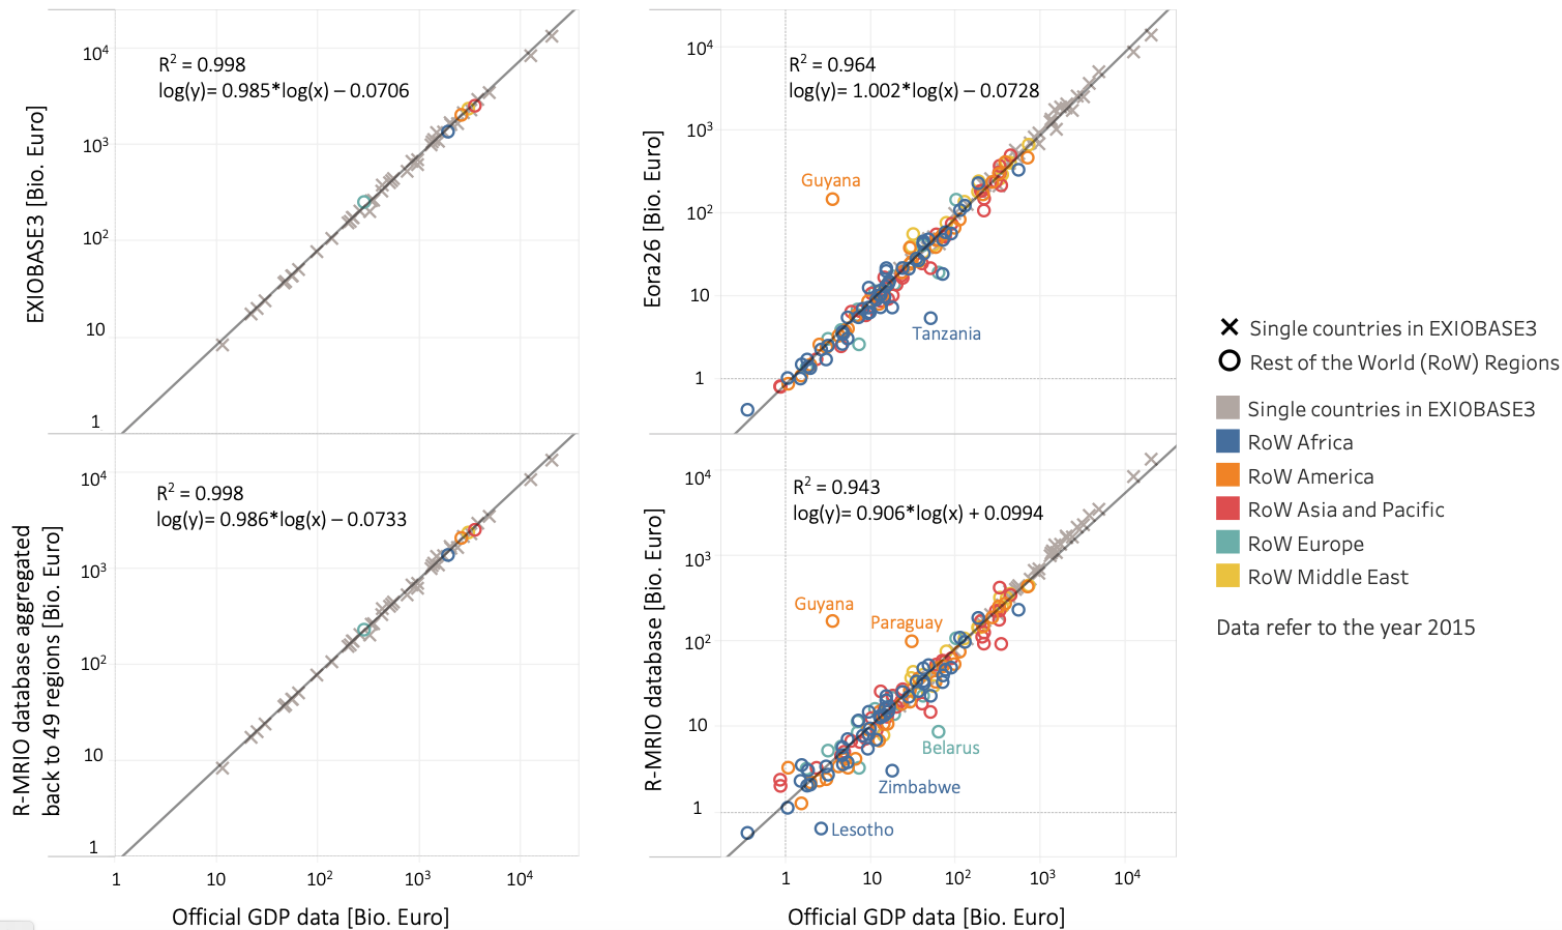 EXIOBASE3 [Bio. Euro]
10⁴
10³
10²
10
1
R² = 0.998
log(y)= 0.985*log(x) – 0.0706
Eora26 [Bio. Euro]
10⁴
10³
10²
10
1
R² = 0.964
log(y)= 1.002*log(x) – 0.0728
Guyana
Tanzania
R-MRIO database aggregated
back to 49 regions [Bio. Euro]
10⁴
10³
10²
10
1
R² = 0.998
log(y)= 0.986*log(x) – 0.0733
1
10
10²
10³
10⁴
Official GDP data [Bio. Euro]
R-MRIO database [Bio. Euro]
10⁴
10³
10²
10
1
R² = 0.943
log(y)= 0.906*log(x) + 0.0994
Guyana
Paraguay
Belarus
Zimbabwe
Lesotho
1
10
10²
10³
10⁴
Official GDP data [Bio. Euro]
Single countries in EXIOBASE3
Rest of the World (RoW) Regions
Single countries in EXIOBASE3
RoW Africa
RoW America
RoW Asia and Pacific
RoW Europe
RoW Middle East
Data refer to the year 2015